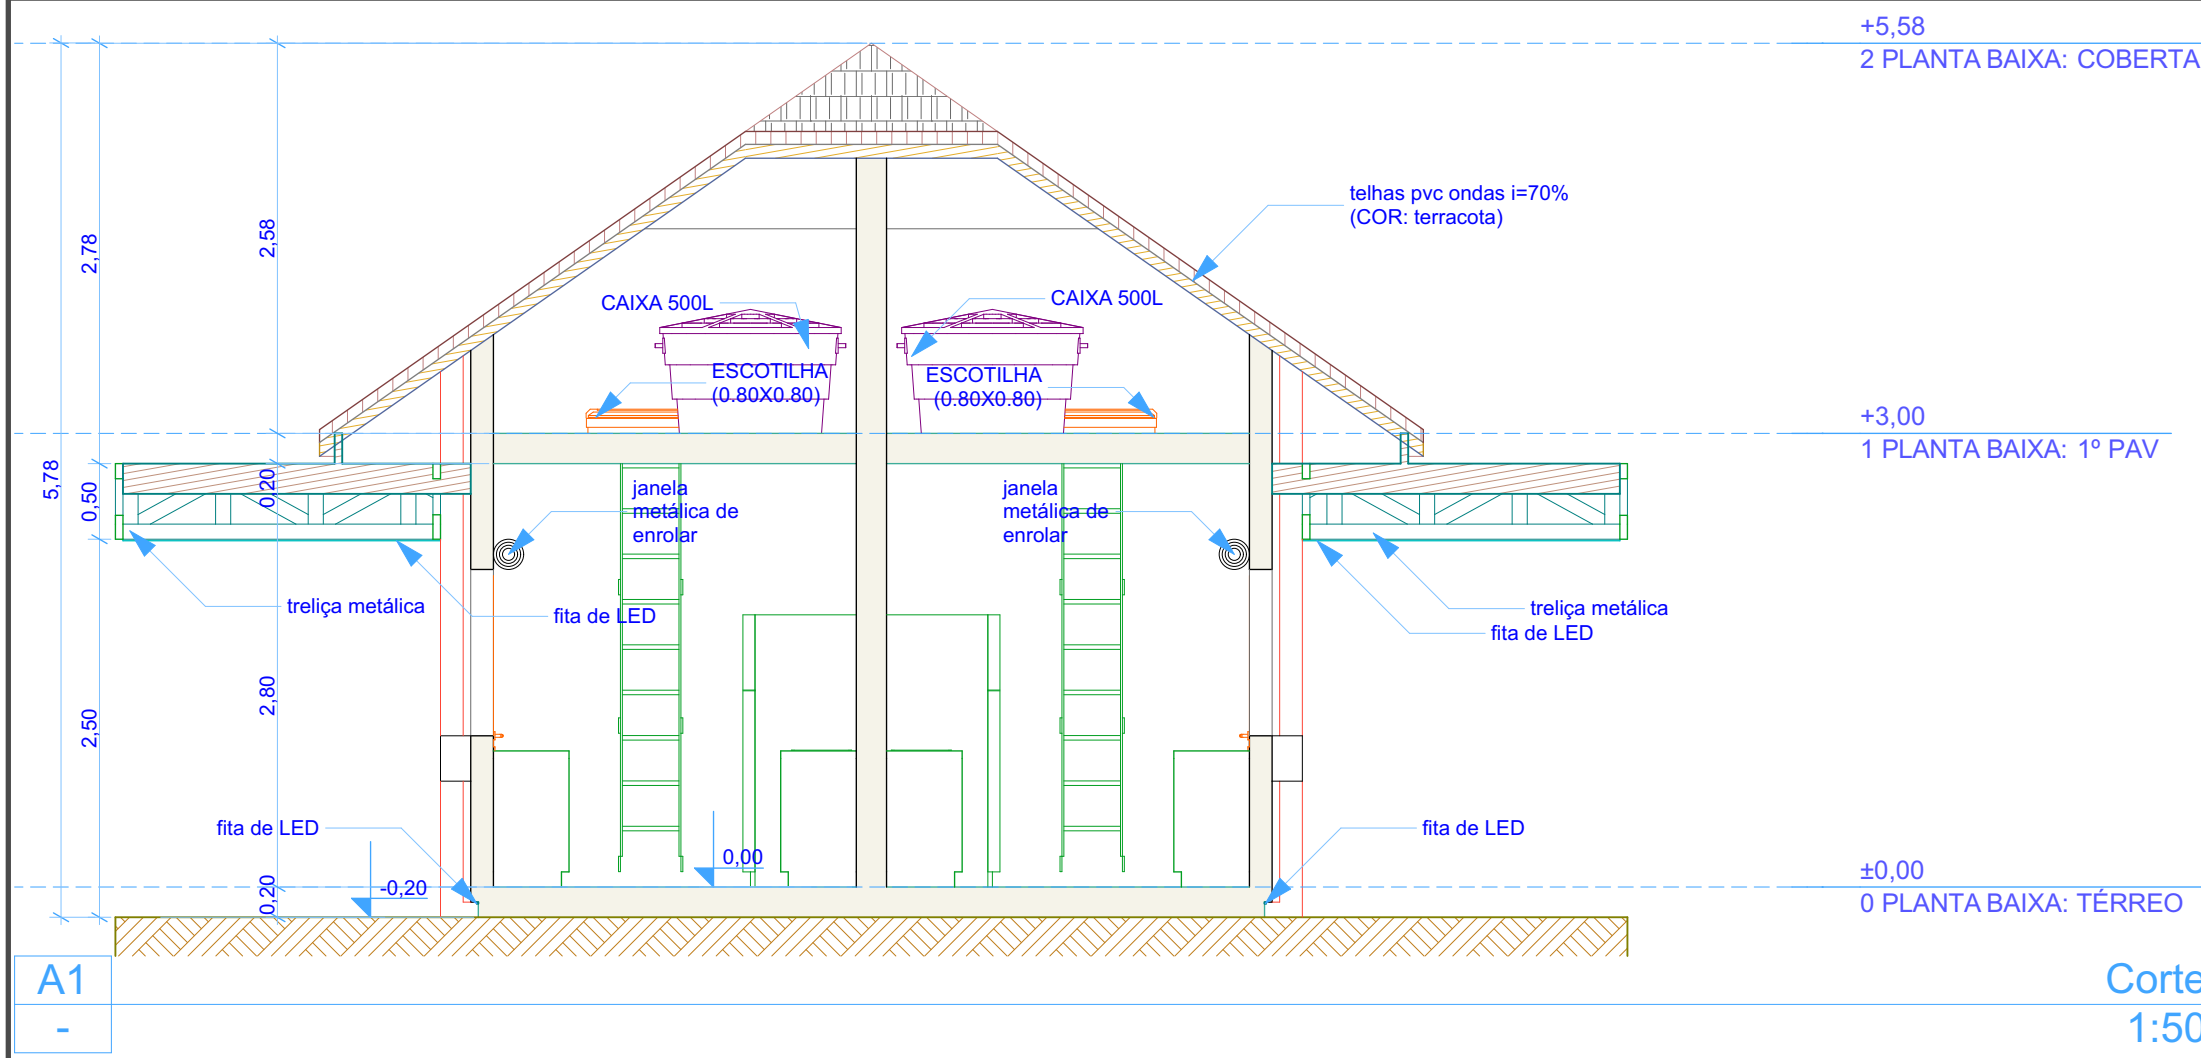 +5,58
2 PLANTA BAIXA: COBERTA
telhas pvc ondas i=70%
(COR: terracota)
2,78
2,58
CAIXA 500L
CAIXA 500L
ESCOTILHA
(0.80X0.80)
ESCOTILHA
(0.80X0.80)
+3,00
1 PLANTA BAIXA: 1º PAV
5,78
0,50
0,20
janela
metálica de
enrolar
janela
metálica de
enrolar
treliça metálica
fita de LED
treliça metálica
fita de LED
2,50
2,80
fita de LED
fita de LED
0,00
-0,20
0,20
±0,00
0 PLANTA BAIXA: TÉRREO
A1
-
Corte
1:50